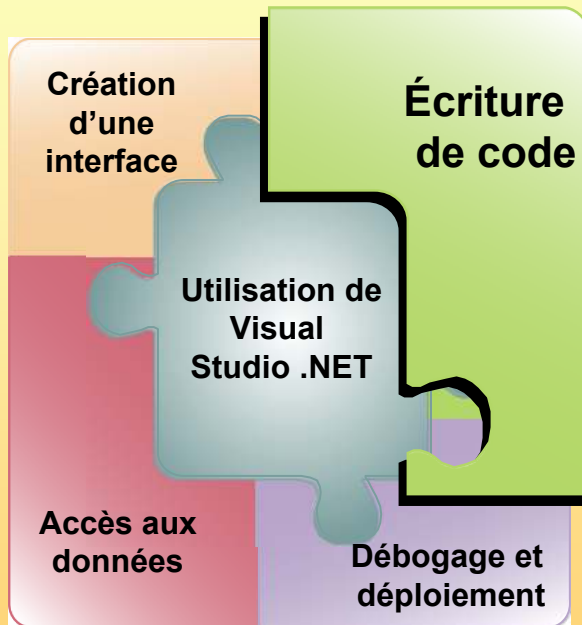 Création
d’une
interface
Écriture
de code
Utilisation de
Visual
Studio .NET
Accès aux
données
Débogage et
déploiement